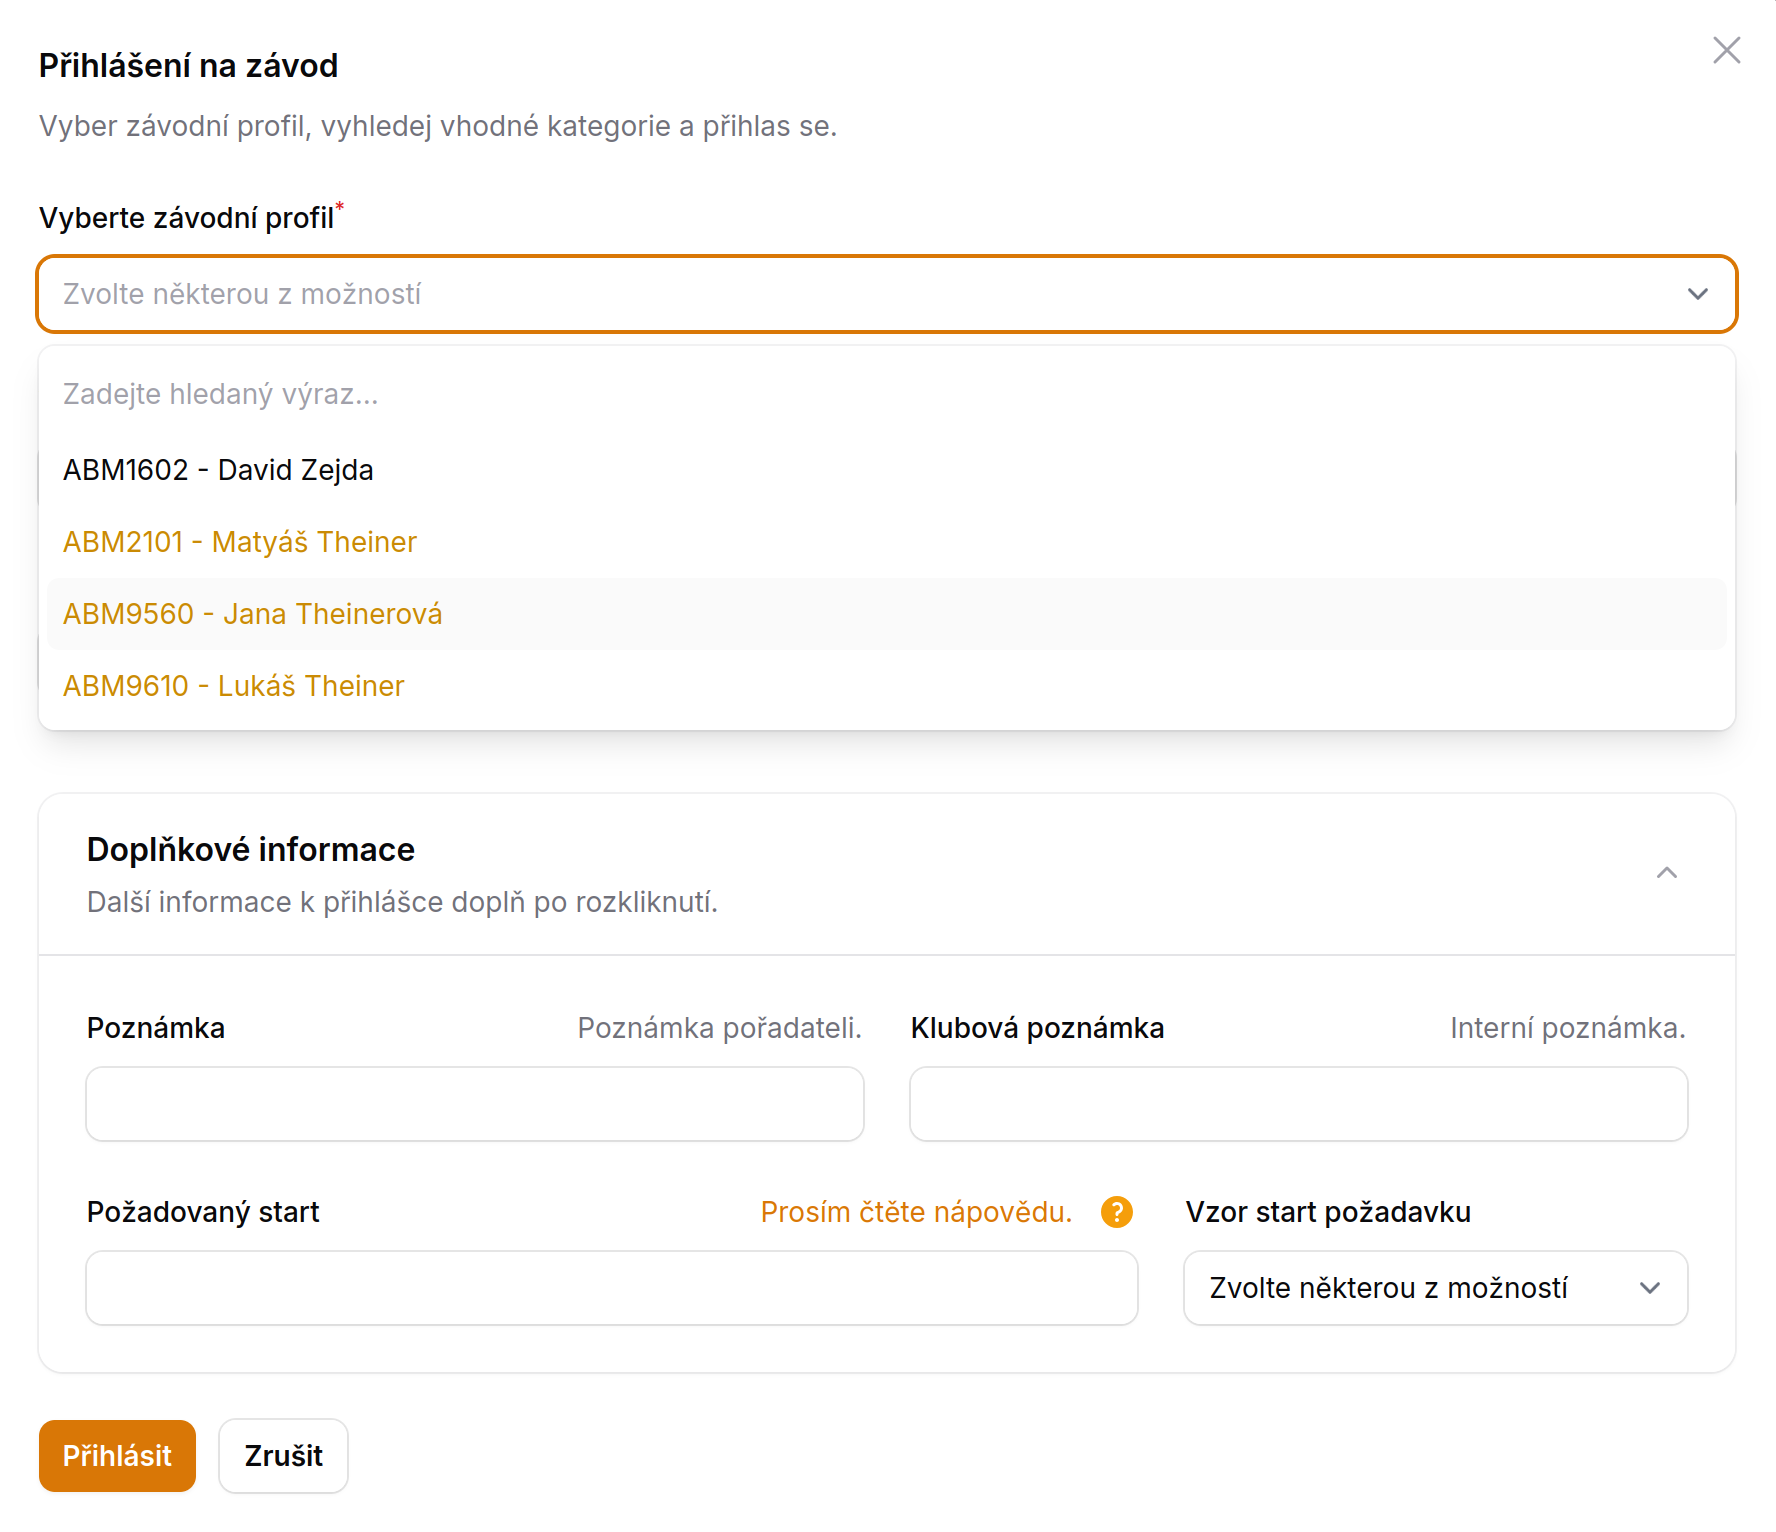 Přihlášení na závod
Vyber závodní profil, vyhledej vhodné kategorie a přihlas se.
Vyberte závodní profil*
Zvolte některou z možností
Zadejte hledaný výraz...
ABM1602 - David Zejda
ABM2101 - Matyáš Theiner
ABM9560 - Jana Theinerová
ABM9610 - Lukáš Theiner
Doplňkové informace
Další informace k přihlášce doplň po rozkliknutí.
Poznámka Poznámka pořadateli. Klubová poznámka Interní poznámka.
Požadovaný start Prosím čtěte nápovědu. ? Vzor start požadavku
Zvolte některou z možností
Přihlásit Zrušit